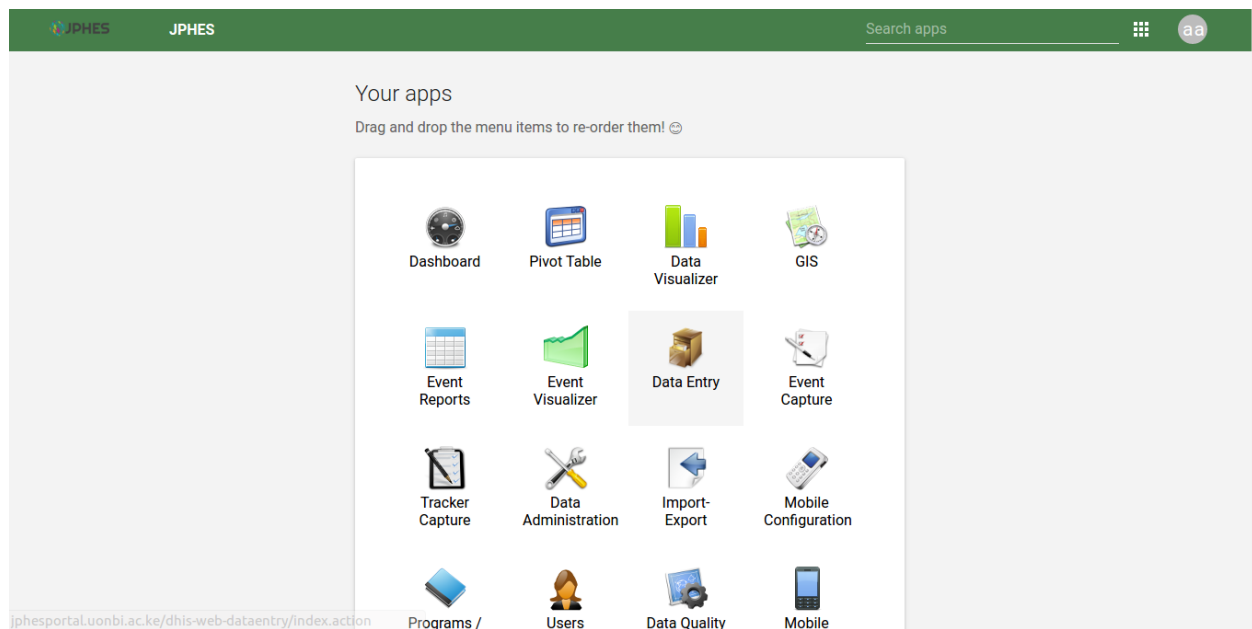 JPHES
JPHES
Search apps
aa
Your apps
Drag and drop the menu items to re-order them! 😊
Dashboard
Pivot Table
Data
Visualizer
GIS
Event
Reports
Event
Visualizer
Data Entry
Event
Capture
Tracker
Capture
Data
Administration
Import-
Export
Mobile
Configuration
Programs /
Users
Data Quality
Mobile
jphesportal.uonbi.ac.ke/dhis-web-dataentry/index.action